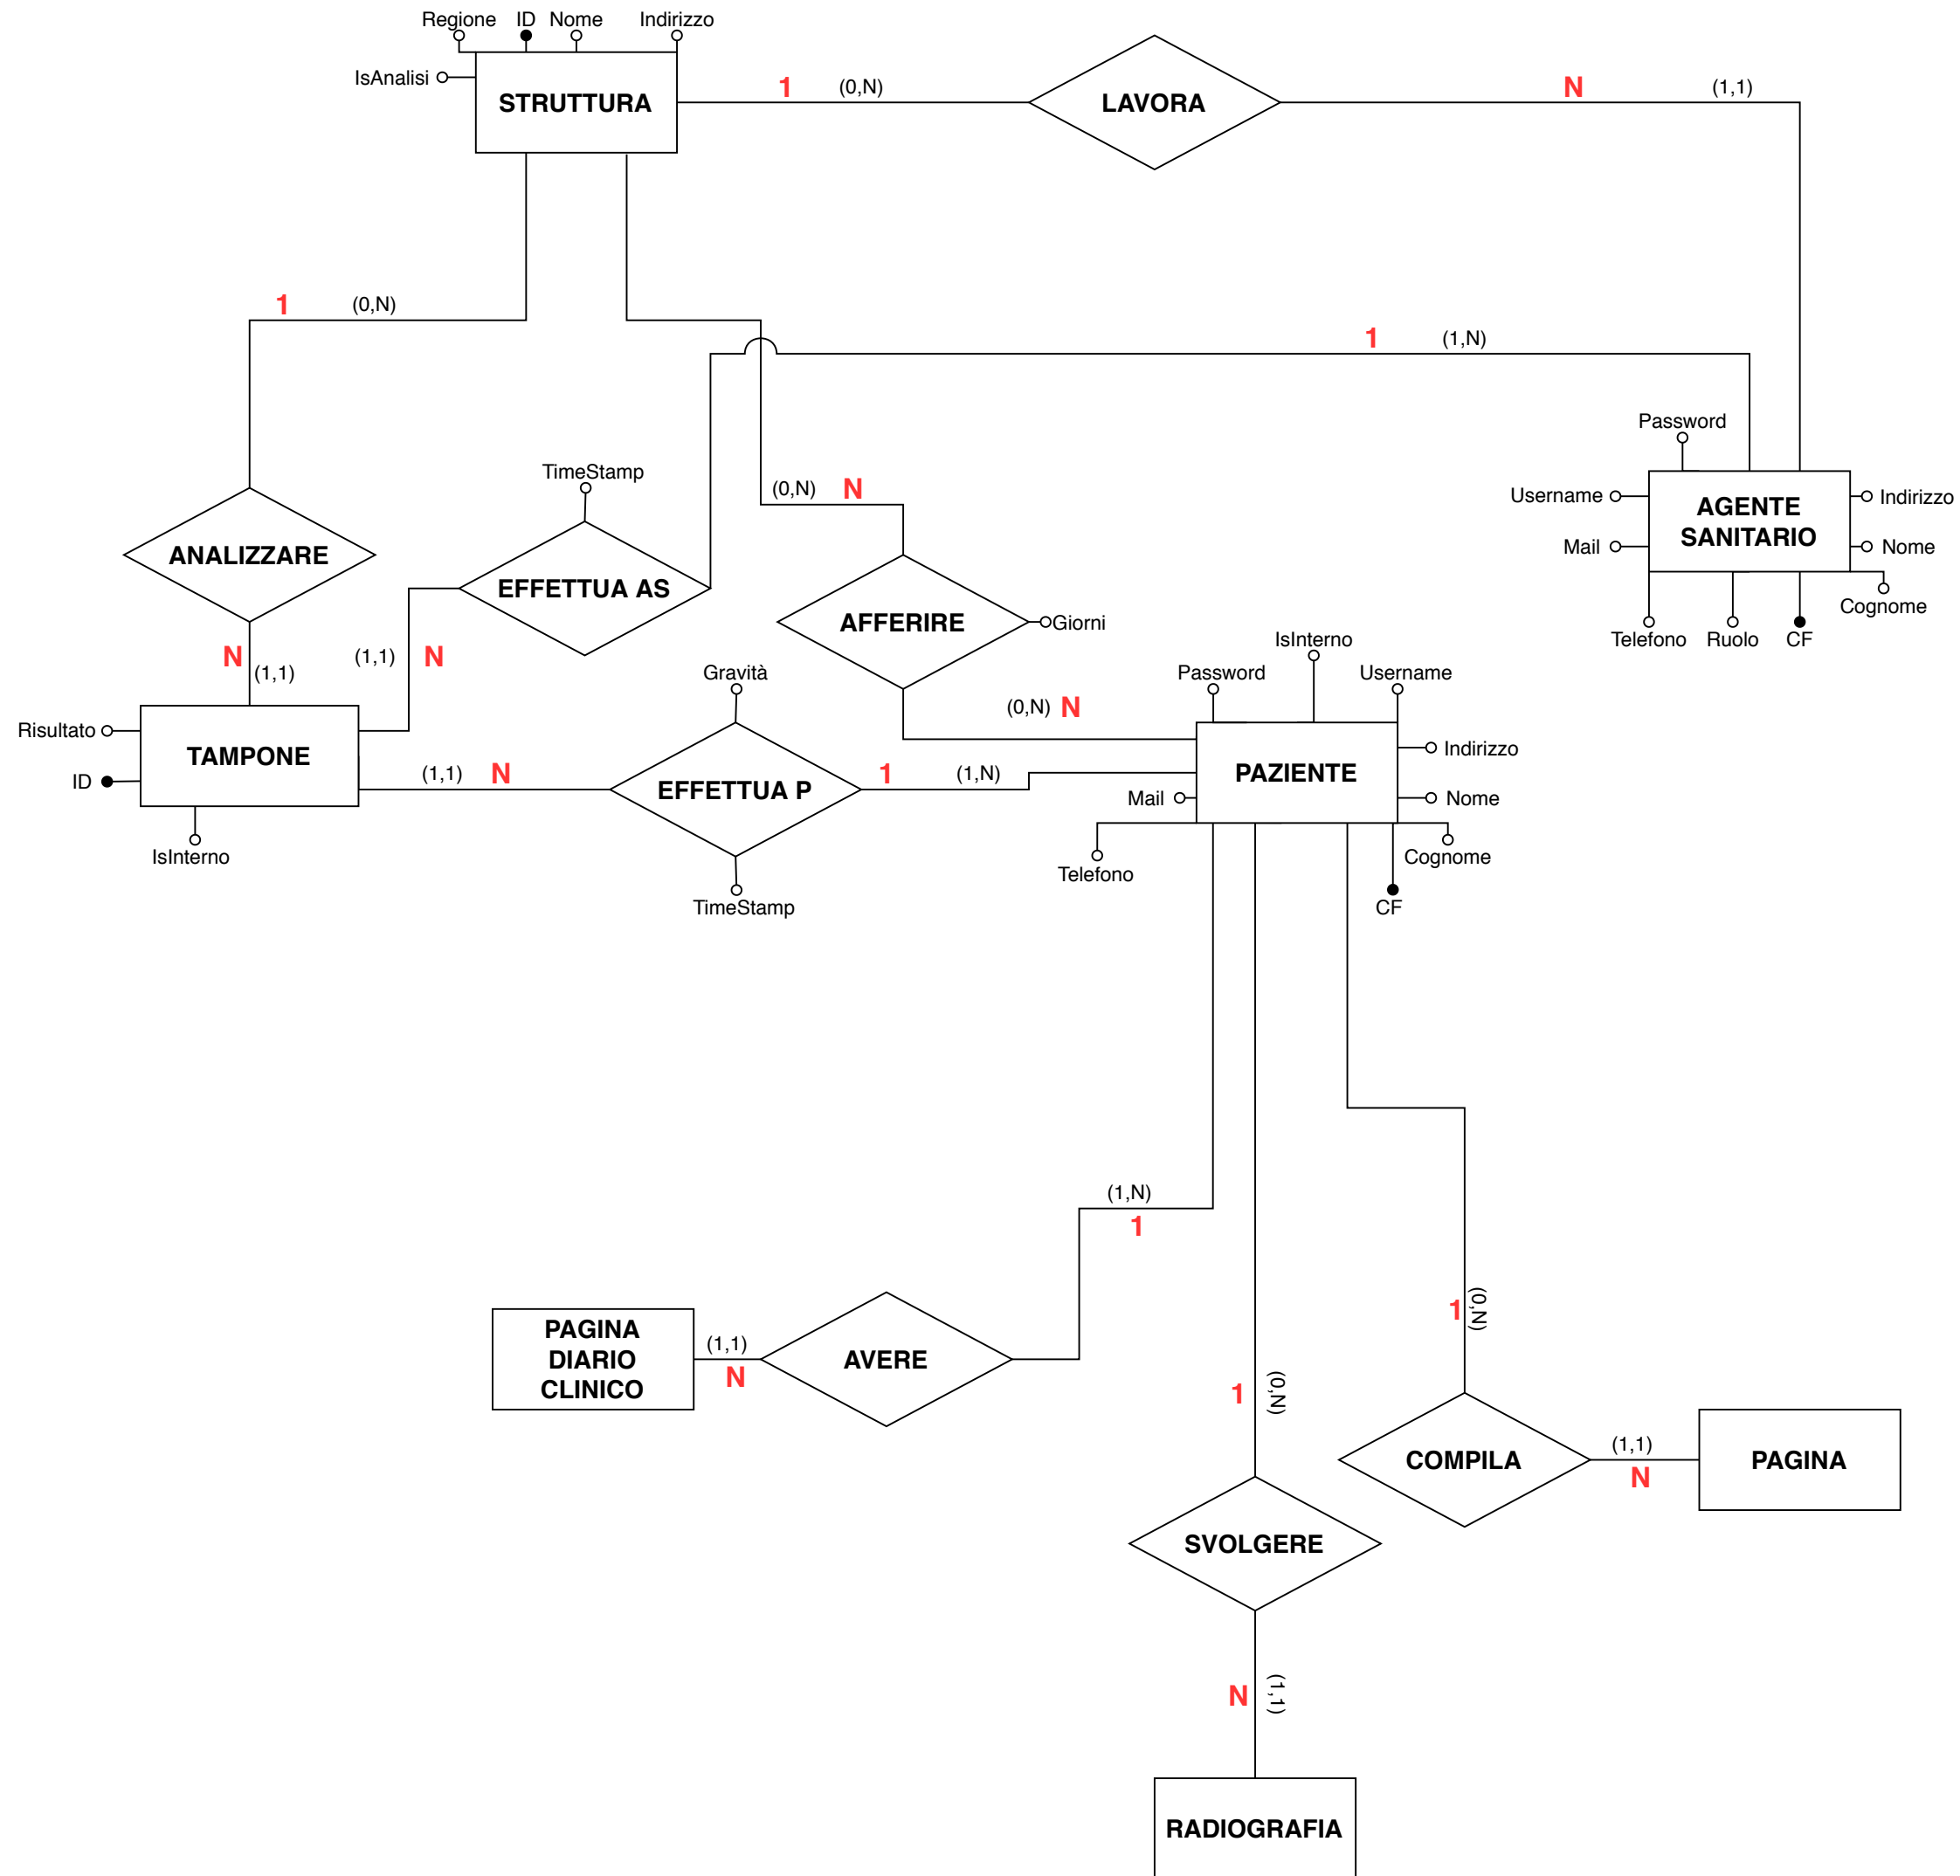 Regione ID Nome Indirizzo
IsAnalisi
STRUTTURA
1 (0,N)
LAVORA
N (1,1)
1 (0,N)
1 (1,N)
Password
TimeStamp
(0,N) N
Username
AGENTE
SANITARIO
Indirizzo
Mail
Nome
ANALIZZARE
EFFETTUA AS
Cognome
AFFERIRE
Giorni
Telefono Ruolo CF
IsInterno
N (1,1)
(1,1) N
Gravità
Password
Username
(0,N) N
Risultato
TAMPONE
ID
(1,1) N
EFFETTUA P
1 (1,N)
PAZIENTE
Indirizzo
Mail
Nome
IsInterno
Cognome
Telefono
TimeStamp
CF
(1,N)
1
1 (0,N)
PAGINA
DIARIO
CLINICO
(1,1)
N
AVERE
1 (0,N)
COMPILA
(1,1)
N
PAGINA
SVOLGERE
N (1,1)
RADIOGRAFIA